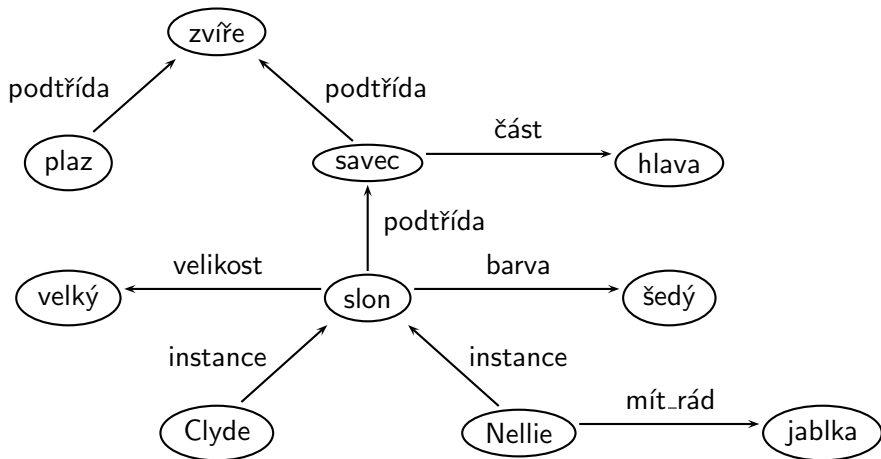 zvíře
podtřída podtřída
část
plaz savec hlava
podtřída
velikost barva
velký slon šedý
instance instance
mít_rád
Clyde Nellie jablka